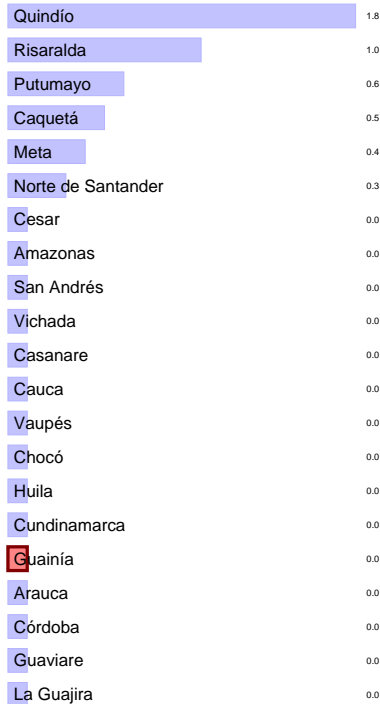 Quindío 1.8
Risaralda 1.0
Putumayo 0.6
Caquetá 0.5
Meta 0.4
Norte de Santander 0.3
Cesar 0.0
Amazonas 0.0
San Andrés 0.0
Vichada 0.0
Casanare 0.0
Cauca 0.0
Vaupés 0.0
Chocó 0.0
Huila 0.0
Cundinamarca 0.0
Guainía 0.0
Arauca 0.0
Córdoba 0.0
Guaviare 0.0
La Guajira 0.0